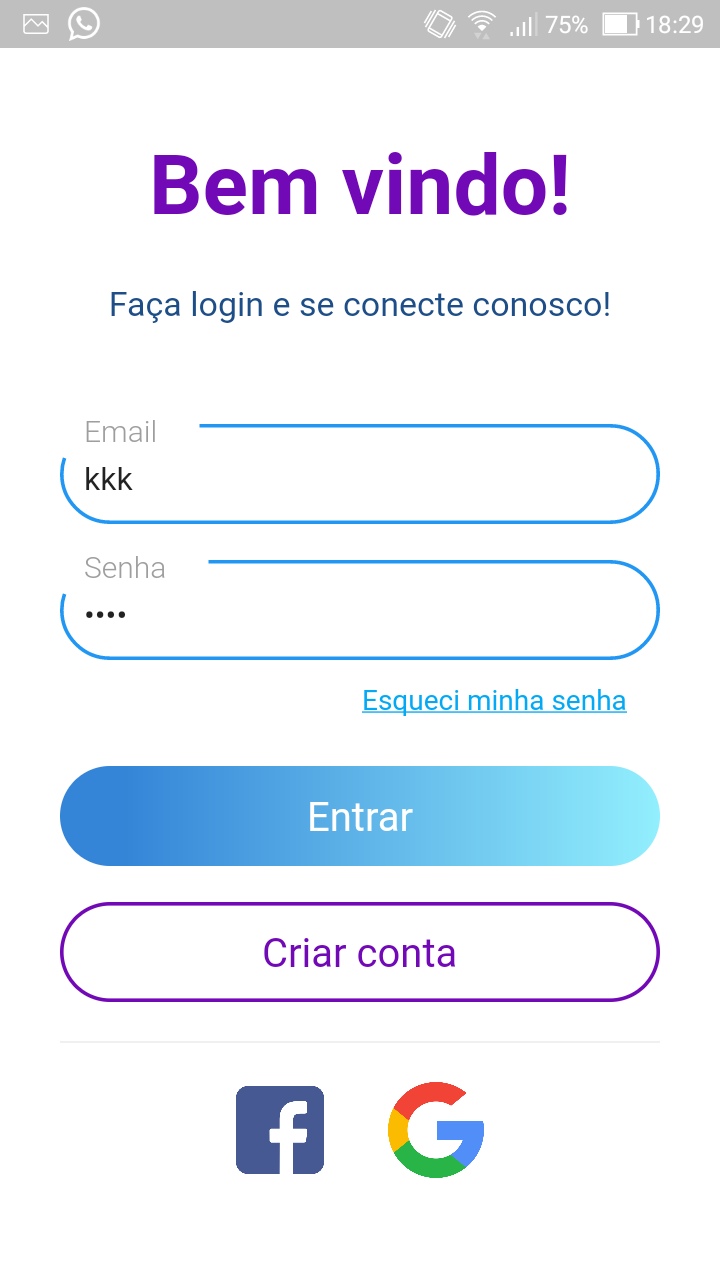 75% 18:29
Bem vindo!
Faça login e se conecte conosco!
Email
kkk
Senha
••••
Esqueci minha senha
Entrar
Criar conta